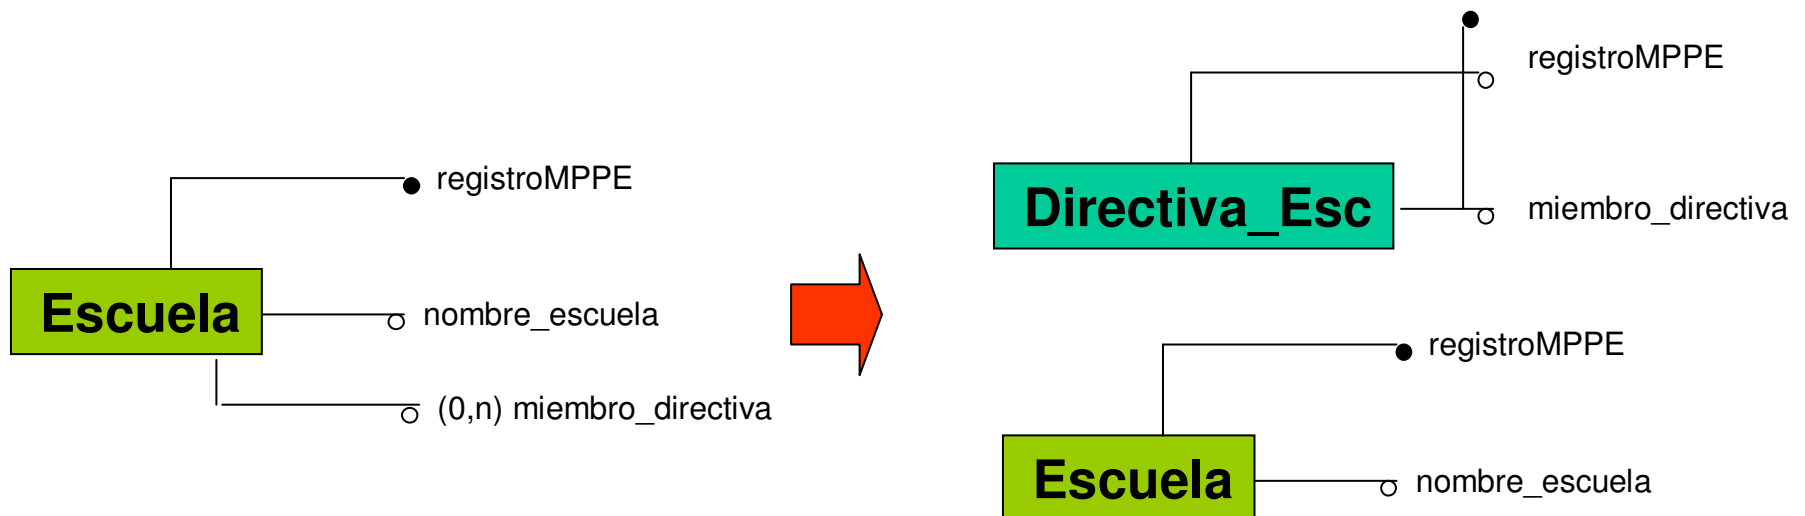 registroMPPE
Escuela
nombre_escuela
(0,n) miembro_directiva
registroMPPE
Directiva_Esc
miembro_directiva
registroMPPE
Escuela
nombre_escuela